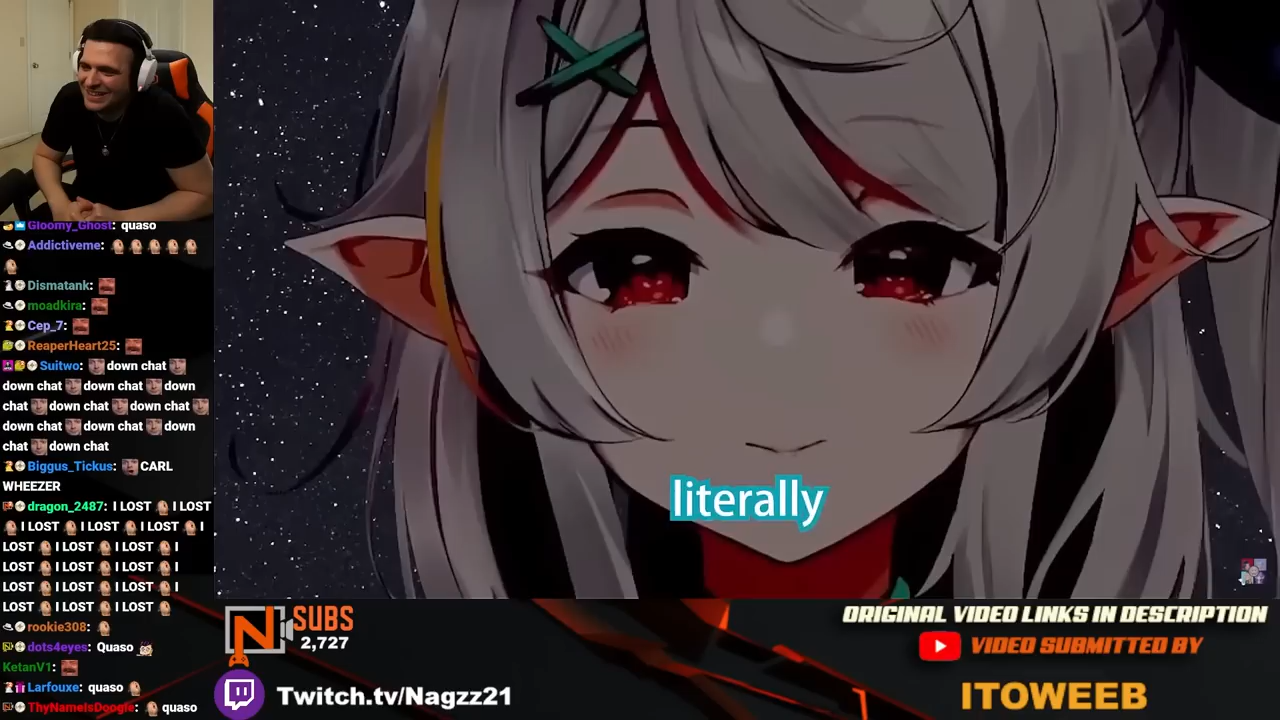 Gloomy_Ghost: quaso
Addictiveme:
Dismatank:
moadkira:
Cep_7:
ReaperHeart25:
Suitwo: down chat
down chat down chat down
chat down chat down chat
down chat down chat down
chat down chat
Biggus_Tickus: CARL
WHEEZER
dragon_2487: I LOST I LOST
I LOST I LOST I LOST I
LOST I LOST I LOST I
LOST I LOST I LOST I
LOST I LOST I LOST I
LOST I LOST I LOST
rookie308:
dots4eyes: Quaso
KetanV1:
Larfouxe: quaso
ThyNameIsDoogle: quaso
literally
N SUBS
2,727
Twitch.tv/Nagzz21
ORIGINAL VIDEO LINKS IN DESCRIPTION
VIDEO SUBMITTED BY
ITOWEEB